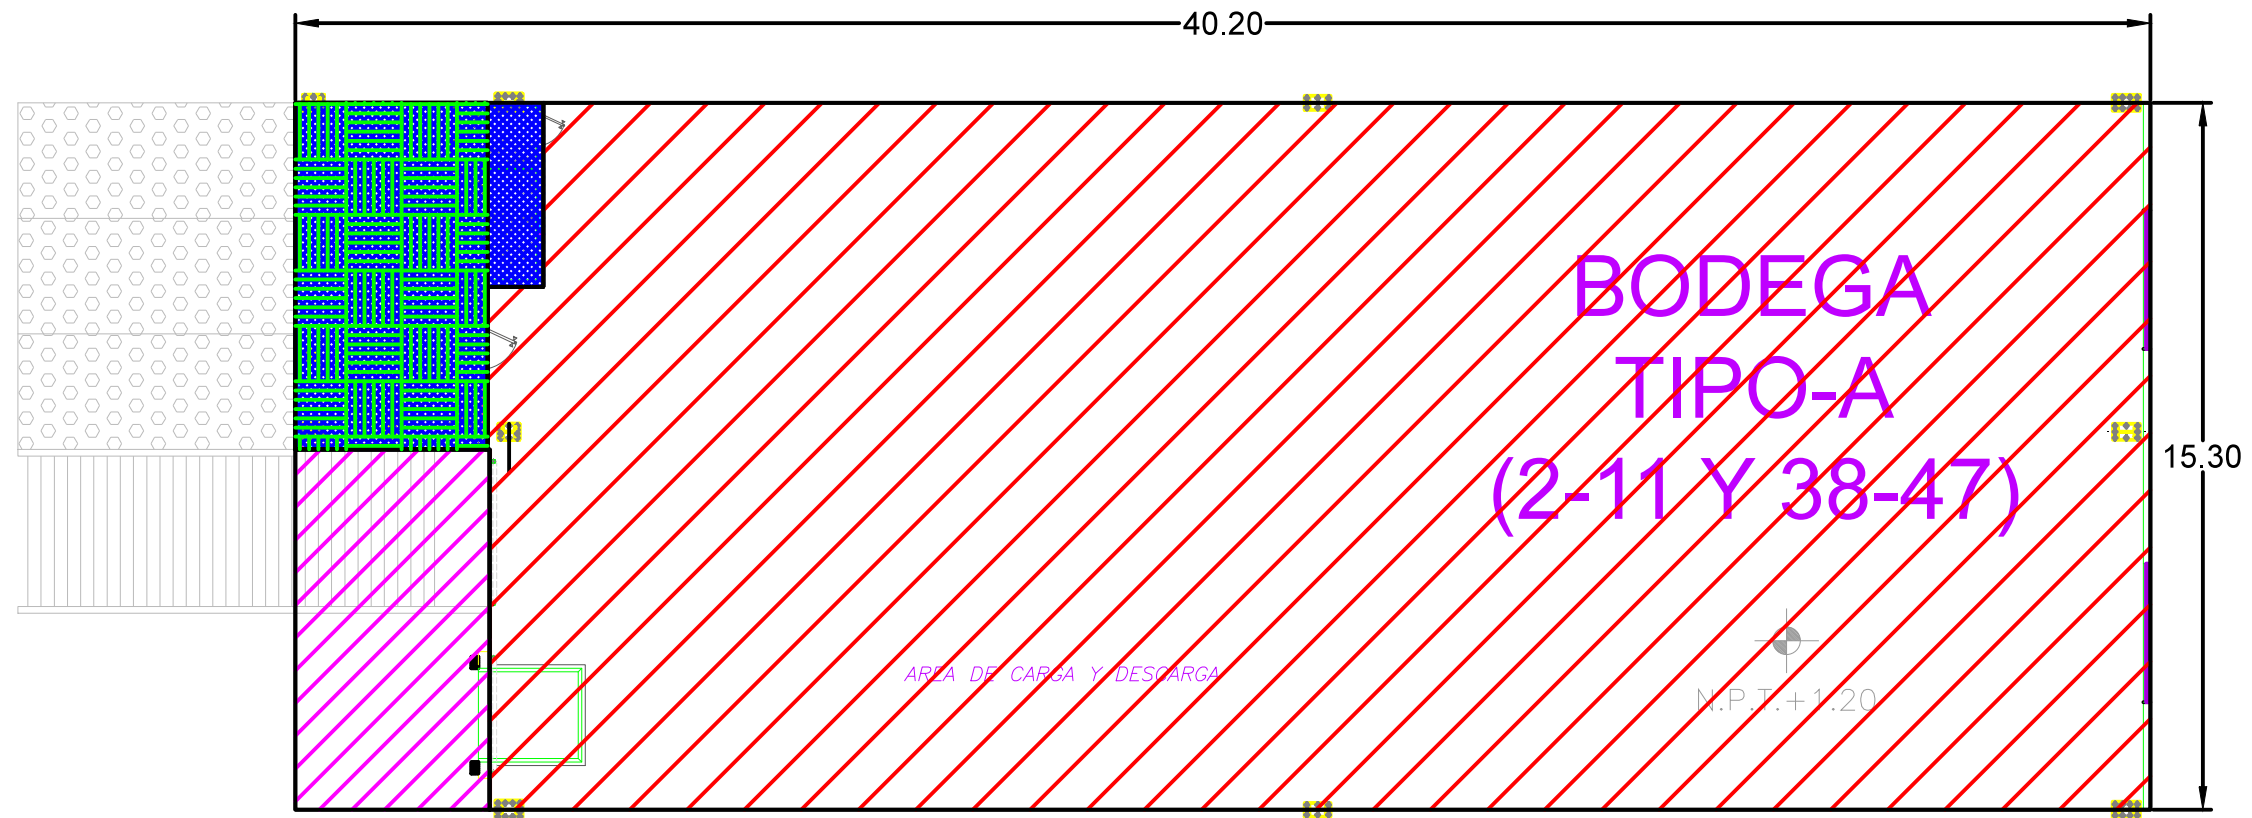 40.20
BODEGA
TIPO-A
(2-11 Y 38-47)
15.30
AREA DE CARGA Y DESCARGA
N.P.T.+1.20